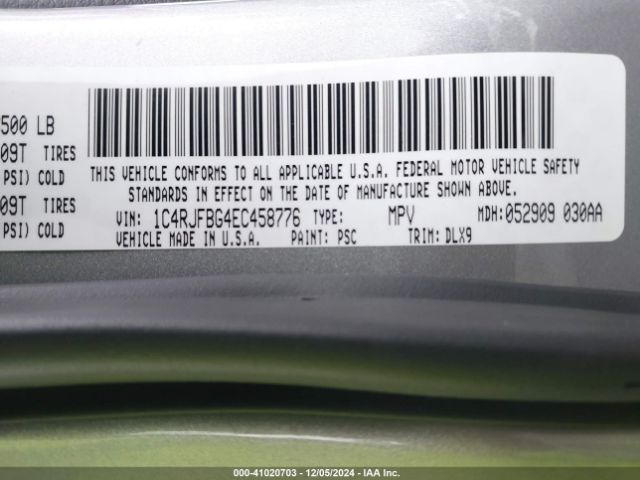 500 LB
09T TIRES
PSI) COLD
09T TIRES
PSI) COLD
THIS VEHICLE CONFORMS TO ALL APPLICABLE U.S.A. FEDERAL MOTOR VEHICLE SAFETY
STANDARDS IN EFFECT ON THE DATE OF MANUFACTURE SHOWN ABOVE.
VIN: 1C4RJFBG4EC458776 TYPE: MPV MDH:052909 030AA
VEHICLE MADE IN U.S.A. PAINT: PSC TRIM: DLX9
000-41020703 - 12/05/2024 - IAA Inc.